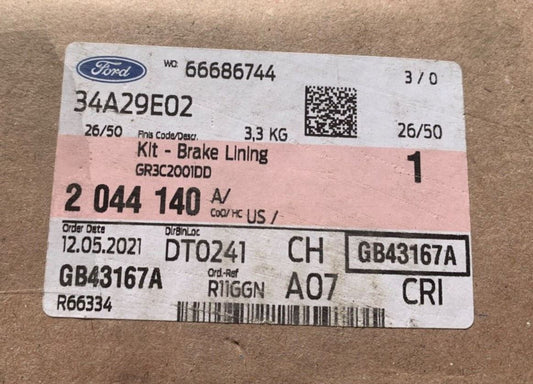 Ford WO: 66686744 3 / 0
34A29E02
26/50 Finis Code/Descr. 3,3 KG 26/50
Kit - Brake Lining 1
GR3C2001DD
2 044 140 A/ CoO/HC US /
Order Date DirBinLoc
12.05.2021 DT0241 CH GB43167A
GB43167A Ord.-Ref
R11GGN A07 CRI
R66334